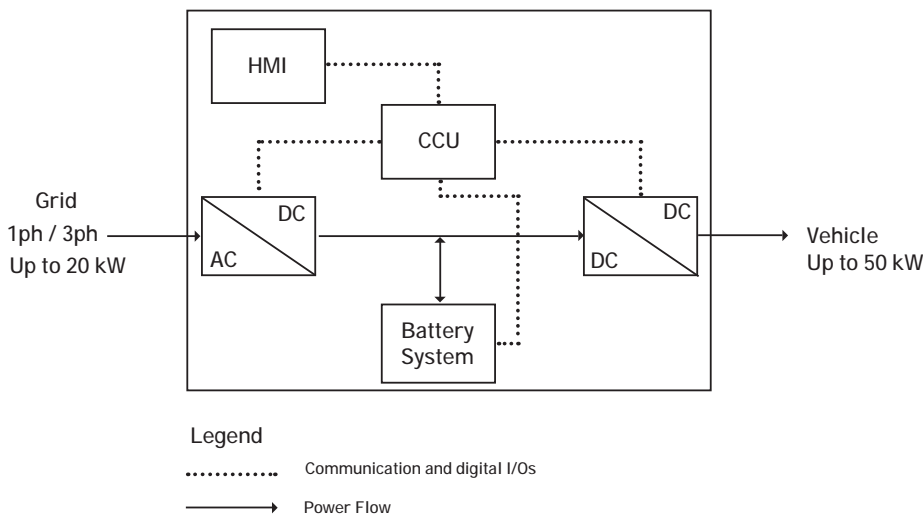 HMI
CCU
Grid
1ph / 3ph
Up to 20 kW
DC
AC
DC
DC
Vehicle
Up to 50 kW
Battery
System
Legend
Communication and digital I/Os
Power Flow